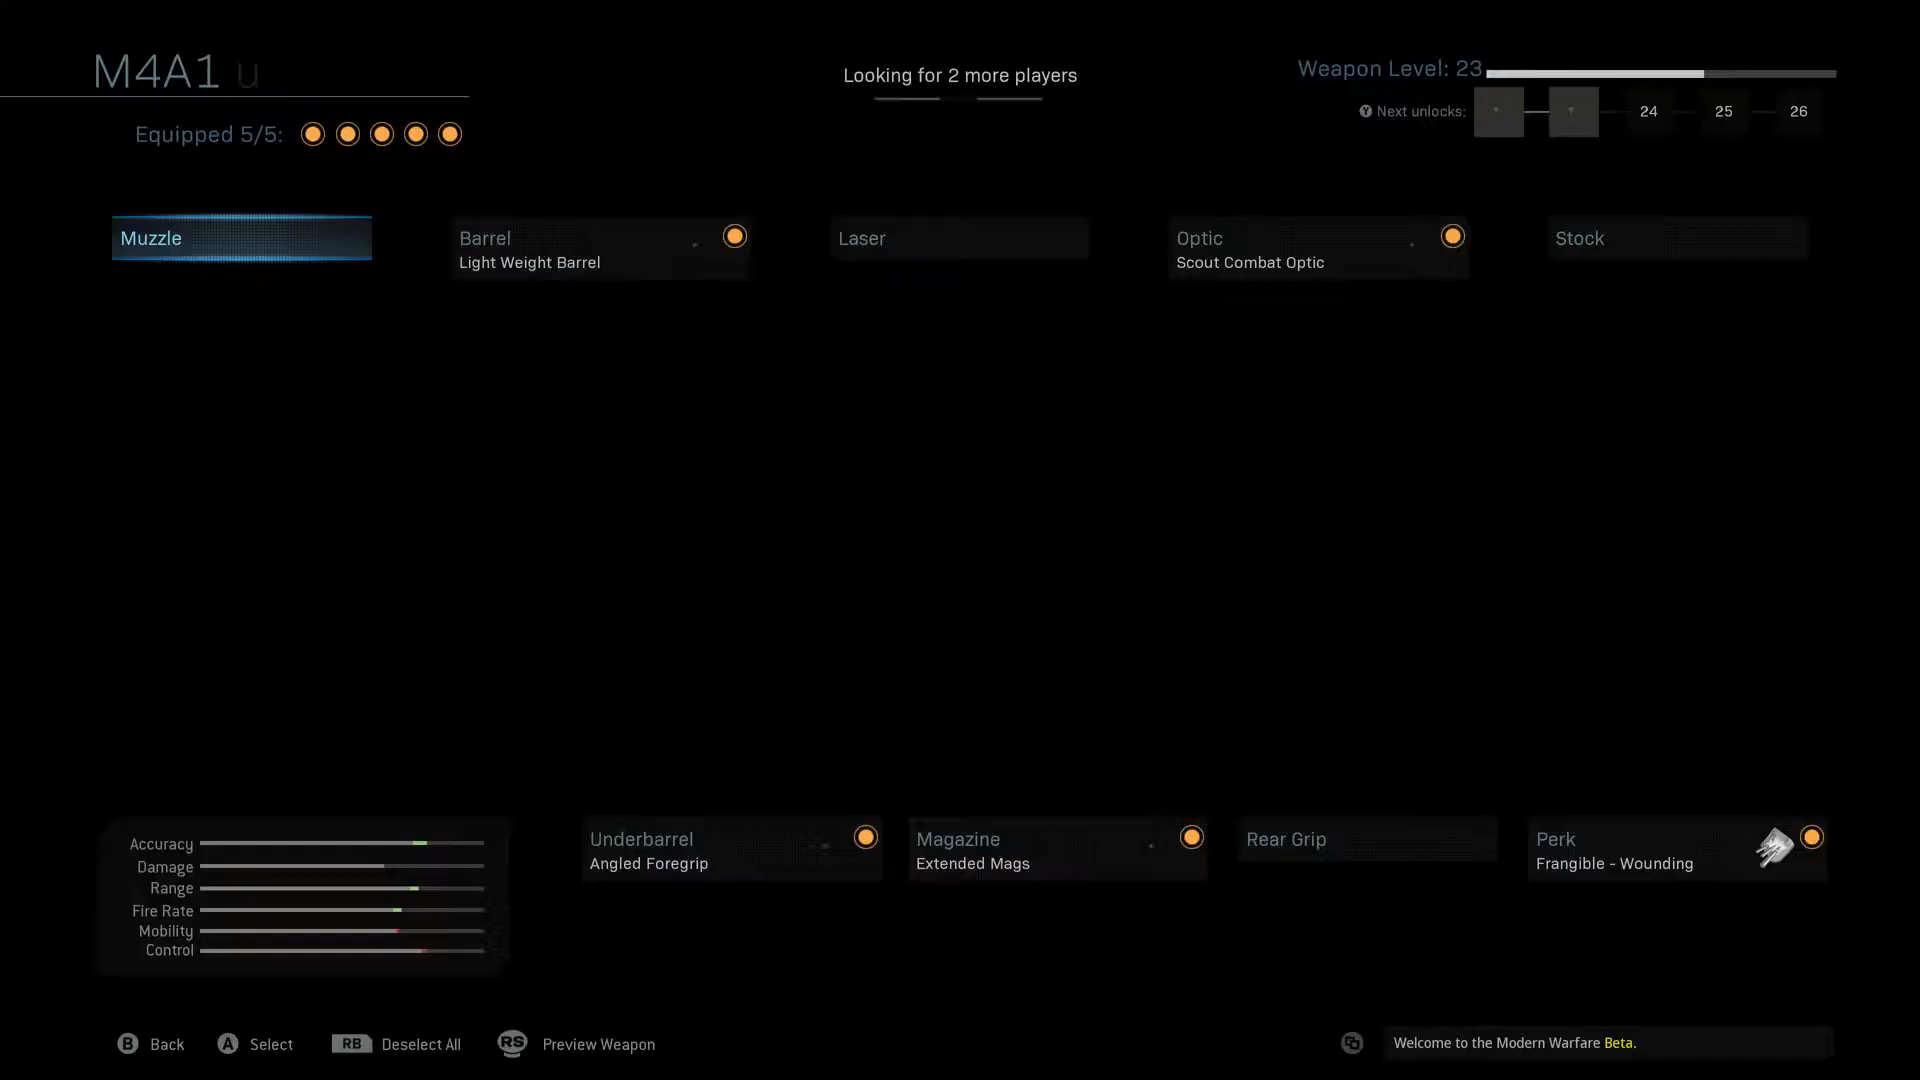 M4A1 u
Looking for 2 more players
Weapon Level: 23
Equipped 5/5:
Y Next unlocks: 24 25 26
Muzzle
Barrel
Light Weight Barrel
Laser
Optic
Scout Combat Optic
Stock
Accuracy
Damage
Range
Fire Rate
Mobility
Control
Underbarrel
Angled Foregrip
Magazine
Extended Mags
Rear Grip
Perk
Frangible - Wounding
B Back A Select RB Deselect All RS Preview Weapon
Welcome to the Modern Warfare Beta.